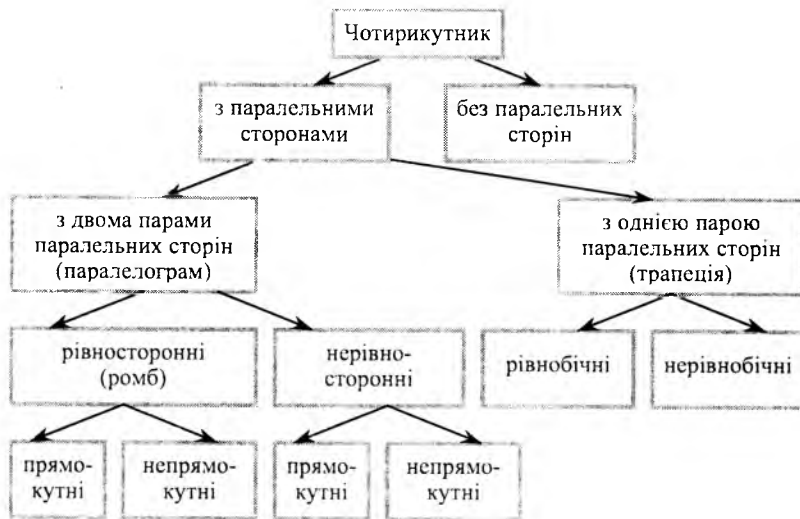 Чотирикутник
з паралельними
сторонами
без паралельних
сторін
з двома парами
паралельних сторін
(паралелограм)
з однією парою
паралельних сторін
(трапеція)
рівносторонні
(ромб)
нерівно-
сторонні
рівнобічні
нерівнобічні
прямо-
кутні
непрямо-
кутні
прямо-
кутні
непрямо-
кутні